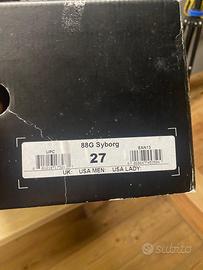 88G Syborg
UPC
EAN13
27
UK: USA MEN: USA LADY:
subito